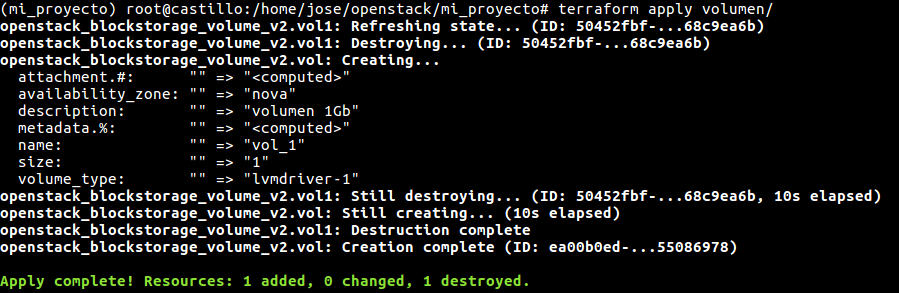 (mi_proyecto) root@castillo:/home/jose/openstack/mi_proyecto# terraform apply volumen/
openstack_blockstorage_volume_v2.vol1: Refreshing state... (ID: 50452fbf-...68c9ea6b)
openstack_blockstorage_volume_v2.vol1: Destroying... (ID: 50452fbf-...68c9ea6b)
openstack_blockstorage_volume_v2.vol: Creating...
  attachment.#:      "" => "<computed>"
  availability_zone: "" => "nova"
  description:       "" => "volumen 1Gb"
  metadata.%:        "" => "<computed>"
  name:              "" => "vol_1"
  size:              "" => "1"
  volume_type:       "" => "lvmdriver-1"
openstack_blockstorage_volume_v2.vol1: Still destroying... (ID: 50452fbf-...68c9ea6b, 10s elapsed)
openstack_blockstorage_volume_v2.vol: Still creating... (10s elapsed)
openstack_blockstorage_volume_v2.vol1: Destruction complete
openstack_blockstorage_volume_v2.vol: Creation complete (ID: ea00b0ed-...55086978)
Apply complete! Resources: 1 added, 0 changed, 1 destroyed.